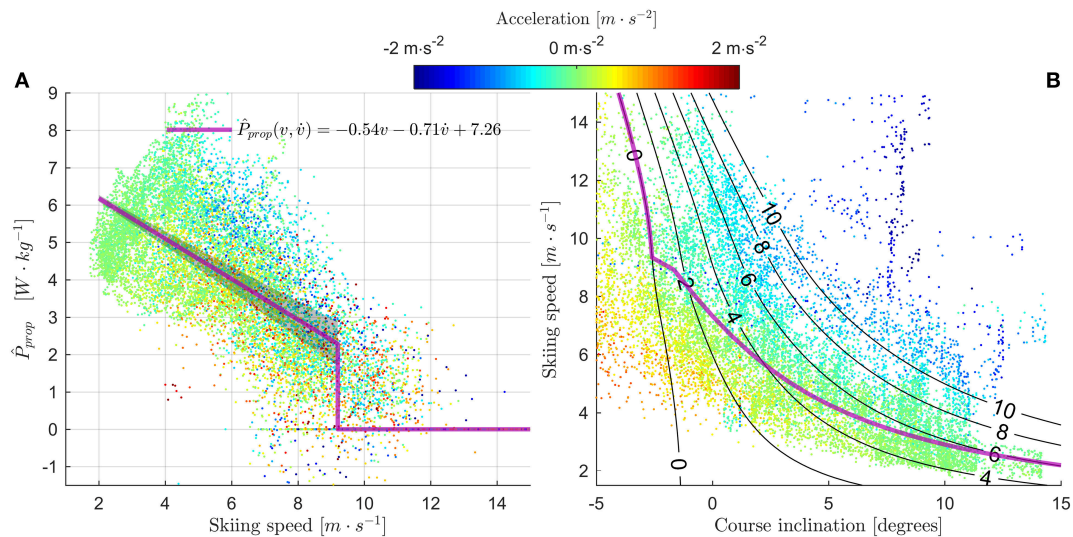 Acceleration [m · s⁻²]
-2 m·s⁻² 0 m·s⁻² 2 m·s⁻²
A
9
8
7
6
5
4
3
2
1
0
-1
P̂prop(v, v̇) = −0.54v − 0.71v̇ + 7.26
P̂prop [W · kg⁻¹]
2 4 6 8 10 12 14
Skiing speed [m · s⁻¹]
B
14
12
10
8
6
4
2
Skiing speed [m · s⁻¹]
0 10
8
2 6
4
10
8
6
0 4
-5 0 5 10 15
Course inclination [degrees]